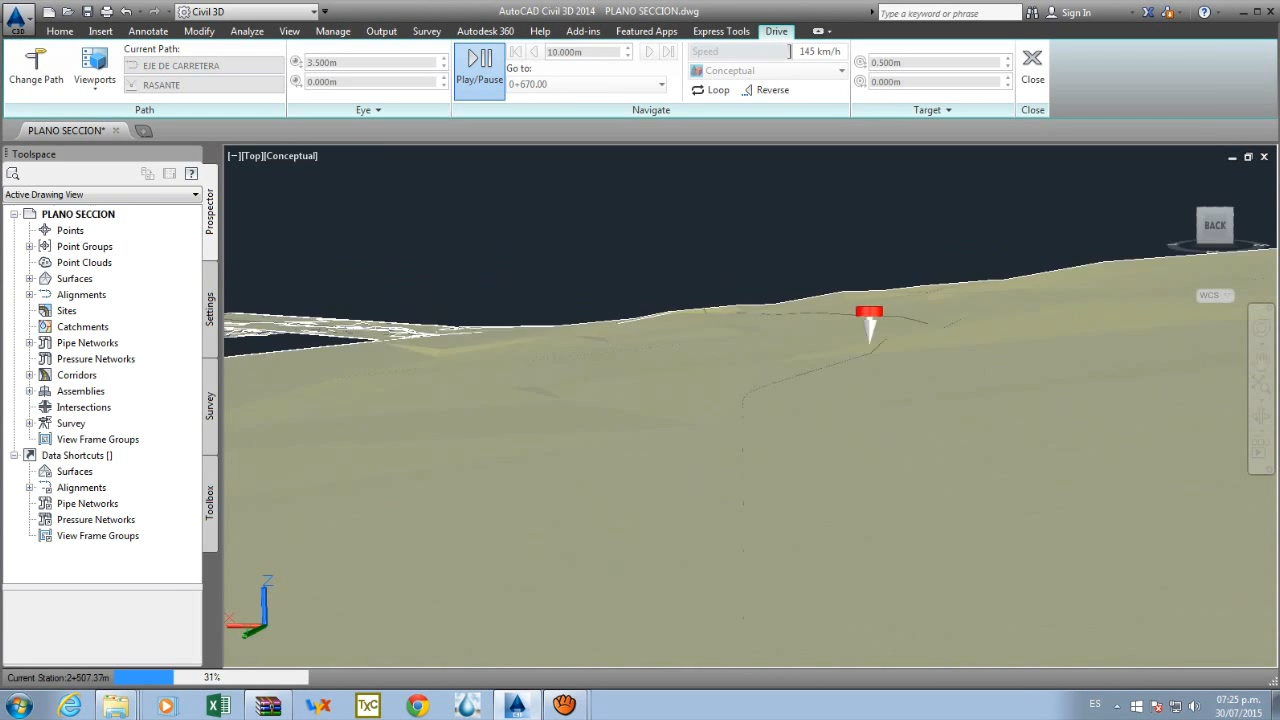 C3D
Civil 3D
AutoCAD Civil 3D 2014 PLANO SECCION.dwg
Type a keyword or phrase
Sign In
Home Insert Annotate Modify Analyze View Manage Output Survey Autodesk 360 Help Add-ins Featured Apps Express Tools Drive
Change Path
Viewports
Current Path:
EJE DE CARRETERA
RASANTE
Path
3.500m
0.000m
Eye
Play/Pause
10.000m
Go to:
0+670.00
Navigate
Speed 145 km/h
Conceptual
Loop Reverse
0.500m
0.000m
Target
Close
Close
PLANO SECCION*
Toolspace
Active Drawing View
PLANO SECCION
Points
Point Groups
Point Clouds
Surfaces
Alignments
Sites
Catchments
Pipe Networks
Pressure Networks
Corridors
Assemblies
Intersections
Survey
View Frame Groups
Data Shortcuts []
Surfaces
Alignments
Pipe Networks
Pressure Networks
View Frame Groups
Prospector
Settings
Survey
Toolbox
[−][Top][Conceptual]
BACK
WCS
Z
X
Current Station:2+507.37m 31%
TXC
ES
07:25 p.m.
30/07/2015